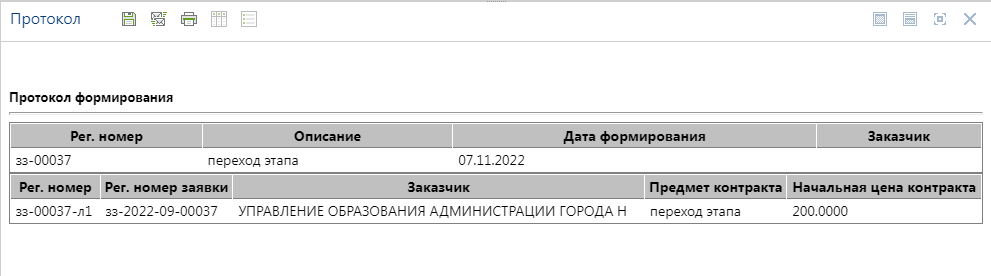 Протокол
Протокол формирования
Рег. номер Описание Дата формирования Заказчик
зз-00037 переход этапа 07.11.2022
Рег. номер Рег. номер заявки Заказчик Предмет контракта Начальная цена контракта
зз-00037-л1 зз-2022-09-00037 УПРАВЛЕНИЕ ОБРАЗОВАНИЯ АДМИНИСТРАЦИИ ГОРОДА Н переход этапа 200.0000